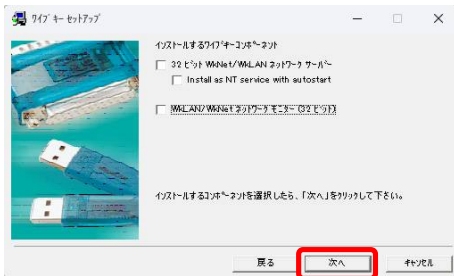 ワイブ キー セットアップ
インストールするワイブキーコンポーネント
32 ビット WkNet/WkLAN ネットワーク サーバー
Install as NT service with autostart
WkLAN/WkNet ネットワーク モニター (32 ビット)
インストールするコンポーネントを選択したら、「次へ」をクリックして下さい。
戻る
次へ
キャンセル